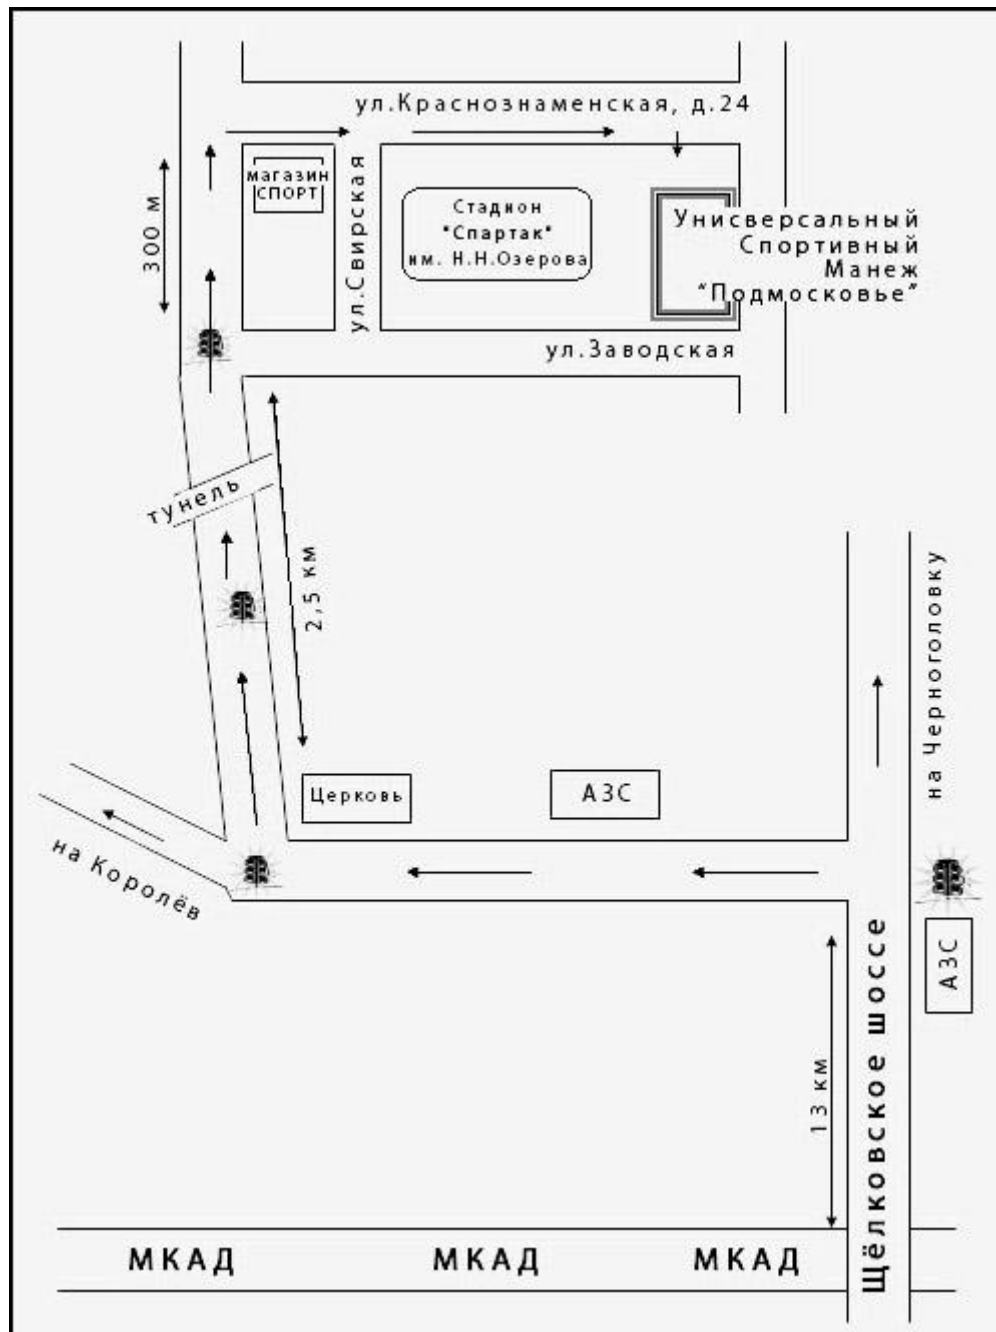 ул.Краснознаменская, д.24
магазин
СПОРТ
ул.Свирская
Стадион
"Спартак"
им. Н.Н.Озерова
Унисверсальный
Спортивный
Манеж
"Подмосковье"
300 м
ул.Заводская
тунель
2,5 км
на Черноголовку
Церковь
АЗС
на Королёв
АЗС
Щёлковское шоссе
13 км
МКАД
МКАД
МКАД